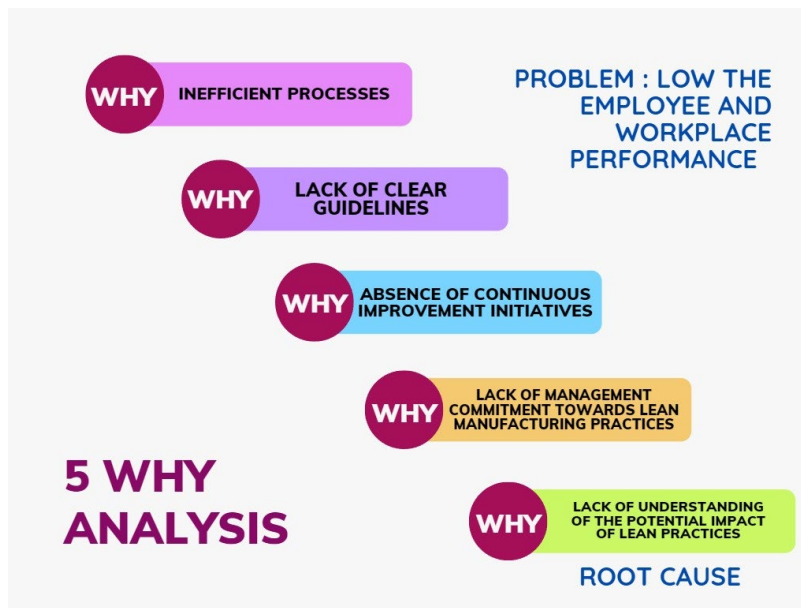 PROBLEM : LOW THE
EMPLOYEE AND
WORKPLACE
PERFORMANCE
WHY
INEFFICIENT PROCESSES
WHY
LACK OF CLEAR
GUIDELINES
WHY
ABSENCE OF CONTINUOUS
IMPROVEMENT INITIATIVES
WHY
LACK OF MANAGEMENT
COMMITMENT TOWARDS LEAN
MANUFACTURING PRACTICES
5 WHY
ANALYSIS
WHY
LACK OF UNDERSTANDING
OF THE POTENTIAL IMPACT
OF LEAN PRACTICES
ROOT CAUSE